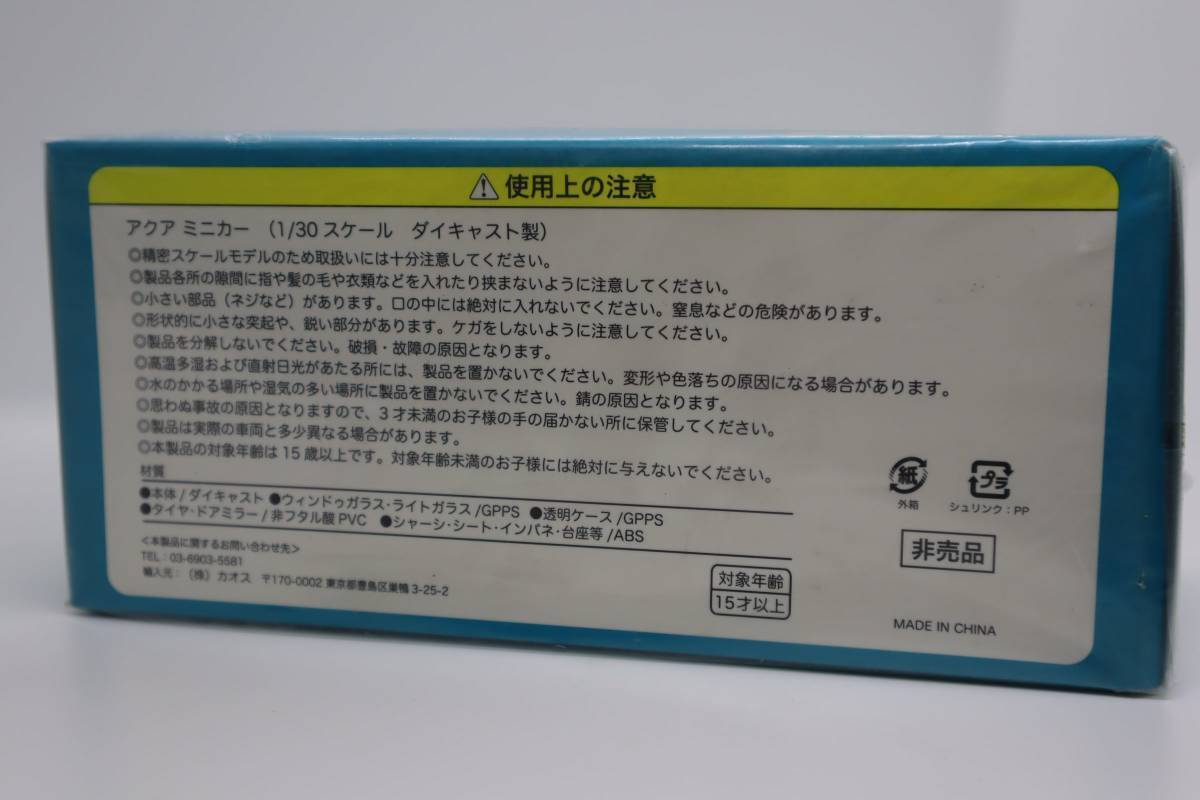 使用上の注意
アクア ミニカー （1/30 スケール ダイキャスト製）
◎精密スケールモデルのため取扱いには十分注意してください。
◎製品各所の隙間に指や髪の毛や衣類などを入れたり挟まないように注意してください。
◎小さい部品（ネジなど）があります。口の中には絶対に入れないでください。窒息などの危険があります。
◎形状的に小さな突起や、鋭い部分があります。ケガをしないように注意してください。
◎製品を分解しないでください。破損・故障の原因となります。
◎高温多湿および直射日光があたる所には、製品を置かないでください。変形や色落ちの原因になる場合があります。
◎水のかかる場所や湿気の多い場所に製品を置かないでください。錆の原因となります。
◎思わぬ事故の原因となりますので、3才未満のお子様の手の届かない所に保管してください。
◎製品は実際の車両と多少異なる場合があります。
◎本製品の対象年齢は15歳以上です。対象年齢未満のお子様には絶対に与えないでください。
材質
●本体/ダイキャスト ●ウィンドゥガラス・ライトガラス/GPPS ●透明ケース/GPPS
●タイヤ・ドアミラー/非フタル酸PVC ●シャーシ・シート・インパネ・台座等/ABS
＜本製品に関するお問い合わせ先＞
TEL：03-6903-5581
輸入元：（株）カオス 〒170-0002 東京都豊島区巣鴨3-25-2
対象年齢
15才以上
紙
外箱
プラ
シュリンク：PP
非売品
MADE IN CHINA